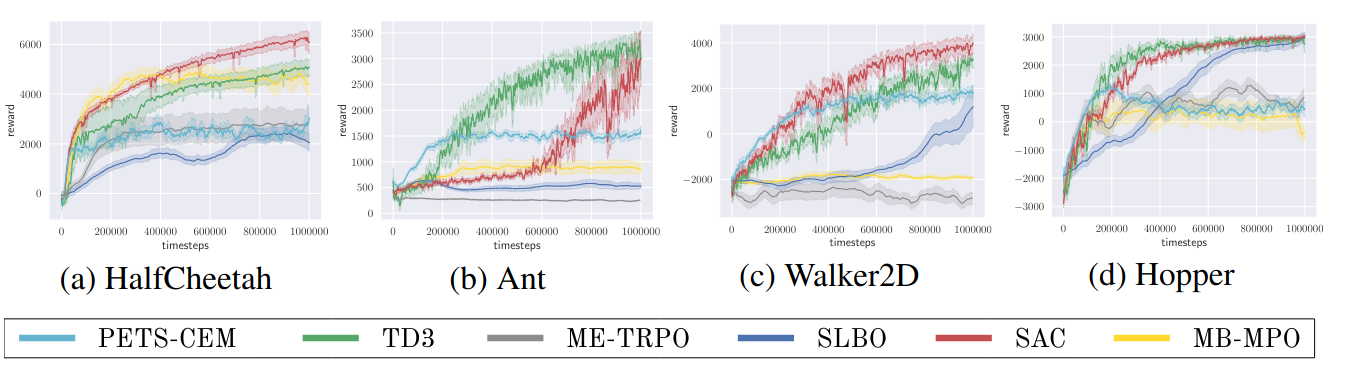 reward
6000
4000
2000
0
0 200000 400000 600000 800000 1000000
timesteps
(a) HalfCheetah
reward
3500
3000
2500
2000
1500
1000
500
0
0 200000 400000 600000 800000 1000000
timesteps
(b) Ant
reward
4000
2000
0
−2000
0 200000 400000 600000 800000 1000000
timesteps
(c) Walker2D
reward
3000
2000
1000
0
−1000
−2000
−3000
0 200000 400000 600000 800000 1000000
timesteps
(d) Hopper
PETS-CEM TD3 ME-TRPO SLBO SAC MB-MPO